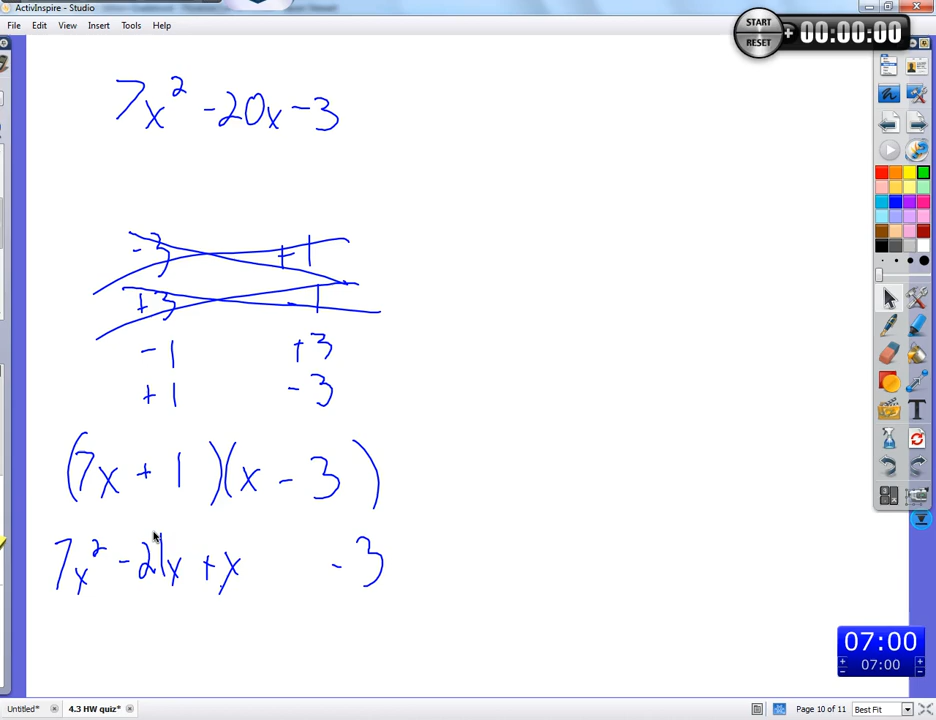 ActivInspire - Studio
File Edit View Insert Tools Help
START
RESET
+ 00:00:00
7x² -20x -3
-3 +1
+3 -1
-1 +3
+1 -3
(7x + 1)(x - 3)
7x² -21x + x - 3
T
07:00
+ 07:00 +
Untitled* 4.3 HW quiz* Page 10 of 11 Best Fit